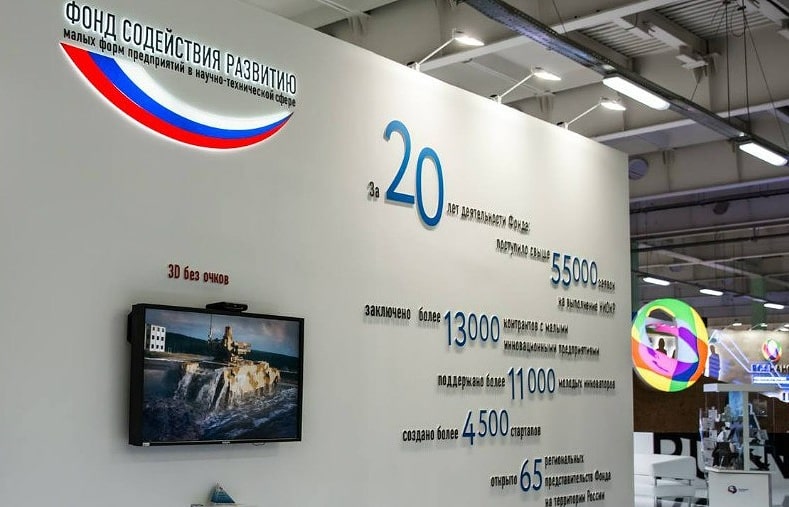 ФОНД СОДЕЙСТВИЯ РАЗВИТИЮ
малых форм предприятий в научно-технической сфере
За 20 лет деятельности Фонда:
поступило свыше 55000 заявок
на выполнение НИОКР
заключено более 13000 контрактов с малыми
инновационными предприятиями
поддержано более 11000 молодых инноваторов
создано более 4500 стартапов
открыто 65 региональных
представительств Фонда
на территории России
3D без очков